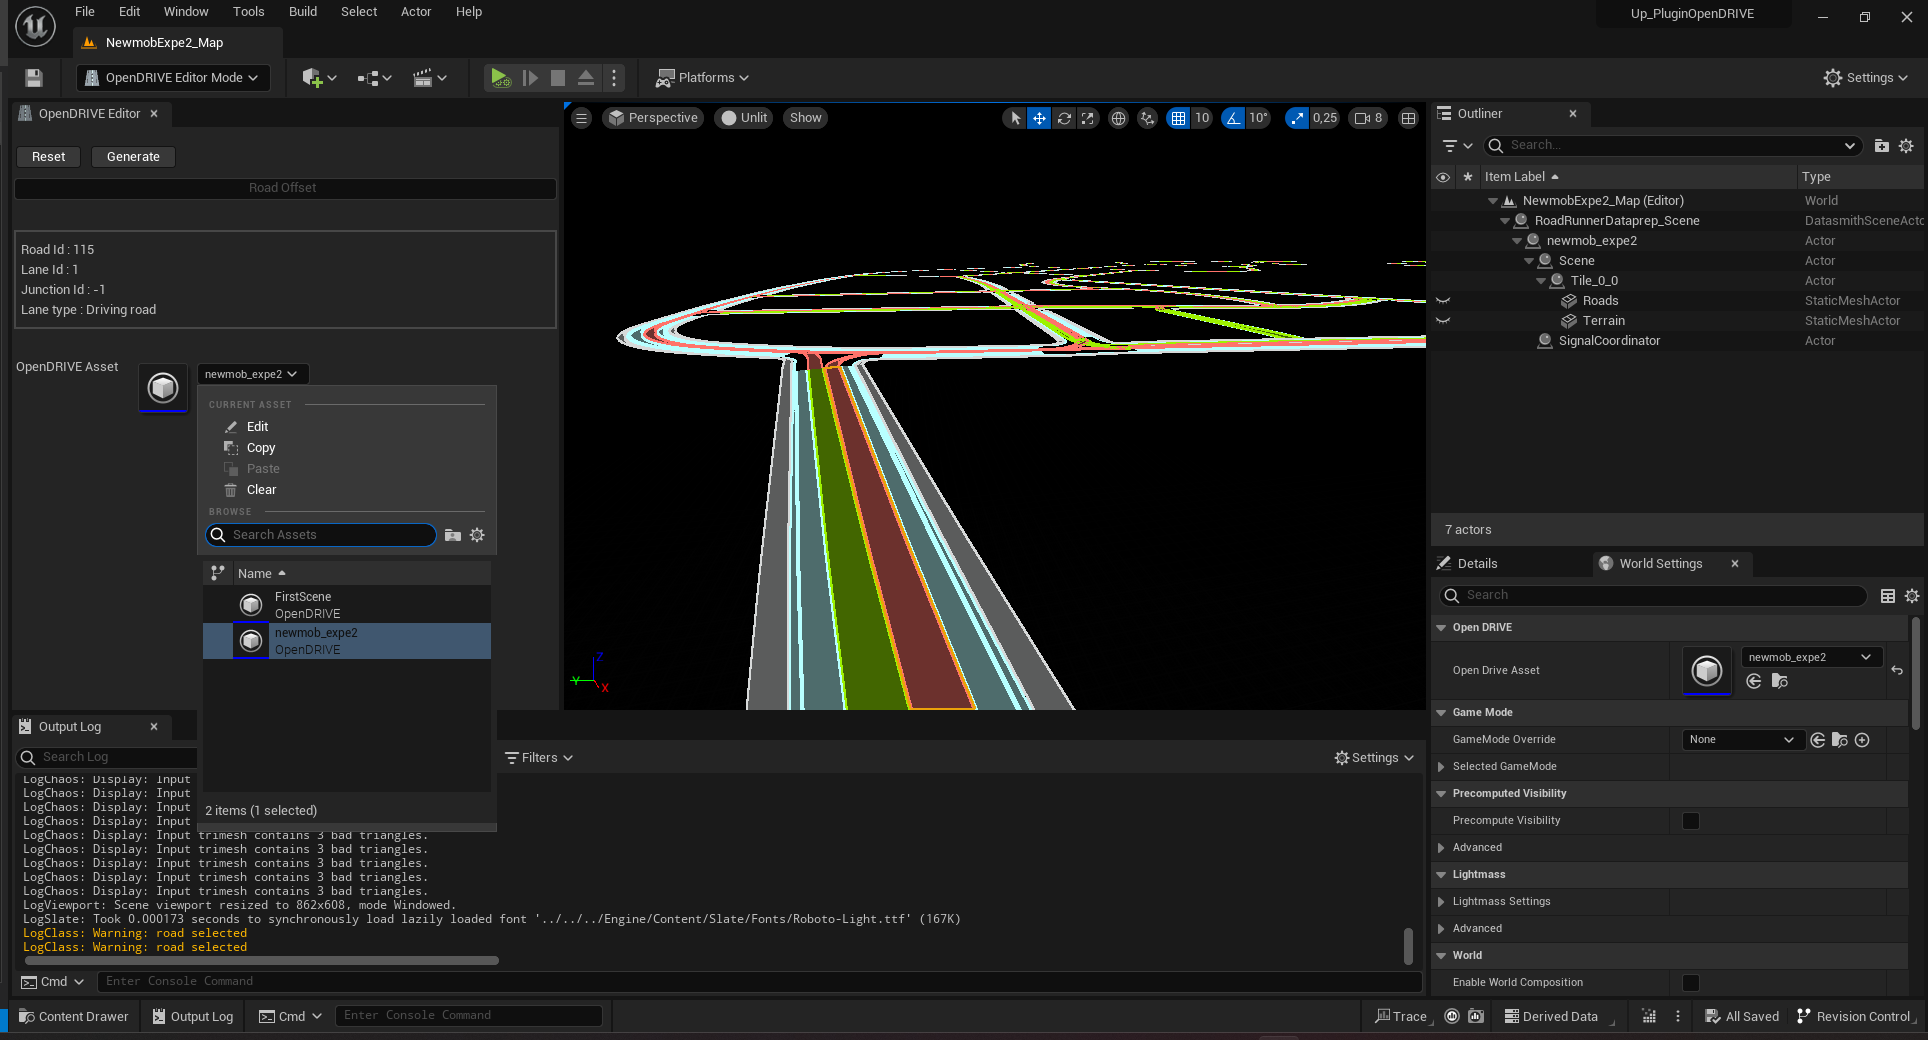 File Edit Window Tools Build Select Actor Help
Up_PluginOpenDRIVE
NewmobExpe2_Map
OpenDRIVE Editor Mode
Platforms
Settings
OpenDRIVE Editor
Reset Generate
Road Offset
Road Id : 115
Lane Id : 1
Junction Id : -1
Lane type : Driving road
OpenDRIVE Asset
newmob_expe2
CURRENT ASSET
Edit
Copy
Paste
Clear
BROWSE
Search Assets
Name
FirstScene
OpenDRIVE
newmob_expe2
OpenDRIVE
2 items (1 selected)
Perspective Unlit Show
10 10° 0,25 8
Z
Y
X
Output Log
Search Log
Filters
Settings
LogChaos: Display: Input
LogChaos: Display: Input
LogChaos: Display: Input
LogChaos: Display: Input
LogChaos: Display: Input trimesh contains 3 bad triangles.
LogChaos: Display: Input trimesh contains 3 bad triangles.
LogChaos: Display: Input trimesh contains 3 bad triangles.
LogChaos: Display: Input trimesh contains 3 bad triangles.
LogChaos: Display: Input trimesh contains 3 bad triangles.
LogViewport: Scene viewport resized to 862x608, mode Windowed.
LogSlate: Took 0.000173 seconds to synchronously load lazily loaded font '../../../Engine/Content/Slate/Fonts/Roboto-Light.ttf' (167K)
LogClass: Warning: road selected
LogClass: Warning: road selected
Cmd
Enter Console Command
Outliner
Search...
Item Label Type
NewmobExpe2_Map (Editor) World
RoadRunnerDataprep_Scene DatasmithSceneActo
newmob_expe2 Actor
Scene Actor
Tile_0_0 Actor
Roads StaticMeshActor
Terrain StaticMeshActor
SignalCoordinator Actor
7 actors
Details
World Settings
Search
Open DRIVE
Open Drive Asset
newmob_expe2
Game Mode
GameMode Override
None
Selected GameMode
Precomputed Visibility
Precompute Visibility
Advanced
Lightmass
Lightmass Settings
Advanced
World
Enable World Composition
Content Drawer
Output Log
Cmd
Enter Console Command
Trace
Derived Data
All Saved
Revision Control